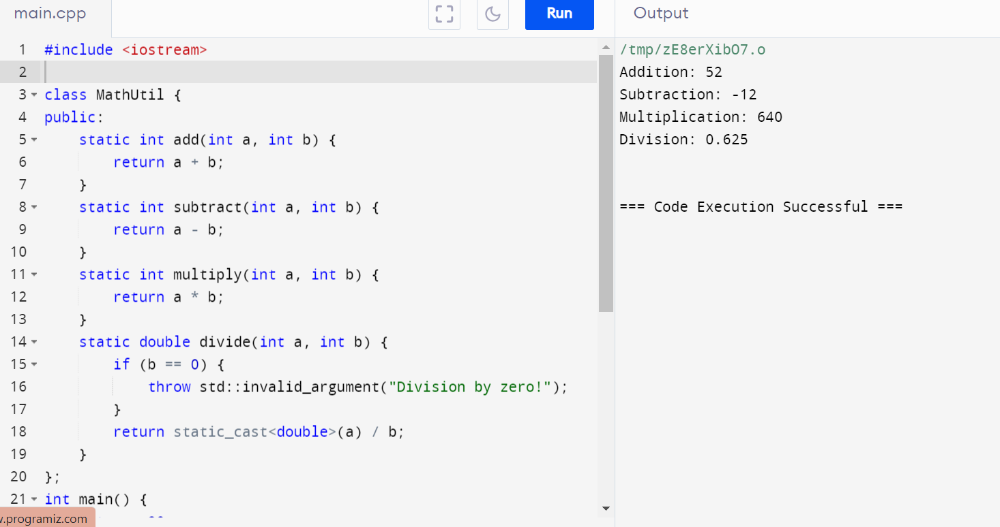 main.cpp
Run
Output
1 #include <iostream>
2
3 class MathUtil {
4 public:
5     static int add(int a, int b) {
6         return a + b;
7     }
8     static int subtract(int a, int b) {
9         return a - b;
10     }
11     static int multiply(int a, int b) {
12         return a * b;
13     }
14     static double divide(int a, int b) {
15         if (b == 0) {
16             throw std::invalid_argument("Division by zero!");
17         }
18         return static_cast<double>(a) / b;
19     }
20 };
21 int main() {
.programiz.com
/tmp/zE8erXibO7.o
Addition: 52
Subtraction: -12
Multiplication: 640
Division: 0.625
=== Code Execution Successful ===